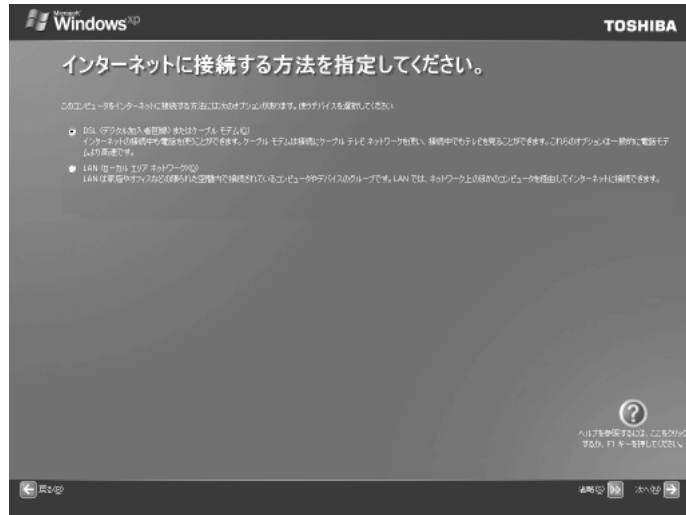 Microsoft
Windows xp
TOSHIBA
インターネットに接続する方法を指定してください。
このコンピュータをインターネットに接続する方法には次のオプションがあります。使うデバイスを選択してください:
DSL (デジタル加入者回線) またはケーブル モデム(D)
インターネットの接続中も電話を使うことができます。ケーブル モデムは接続にケーブル テレビ ネットワークを使い、接続中でもテレビを見ることができます。これらのオプションは一般的に電話モデ
ムより高速です。
LAN (ローカル エリア ネットワーク)(O)
LAN は家庭やオフィスなどの限られた空間内で接続されているコンピュータやデバイスのグループです。LAN では、ネットワーク上のほかのコンピュータを経由してインターネットに接続できます。
ヘルプを参照するには、ここをクリック
するか、F1 キーを押してください。
戻る(B)
省略(S)
次へ(N)